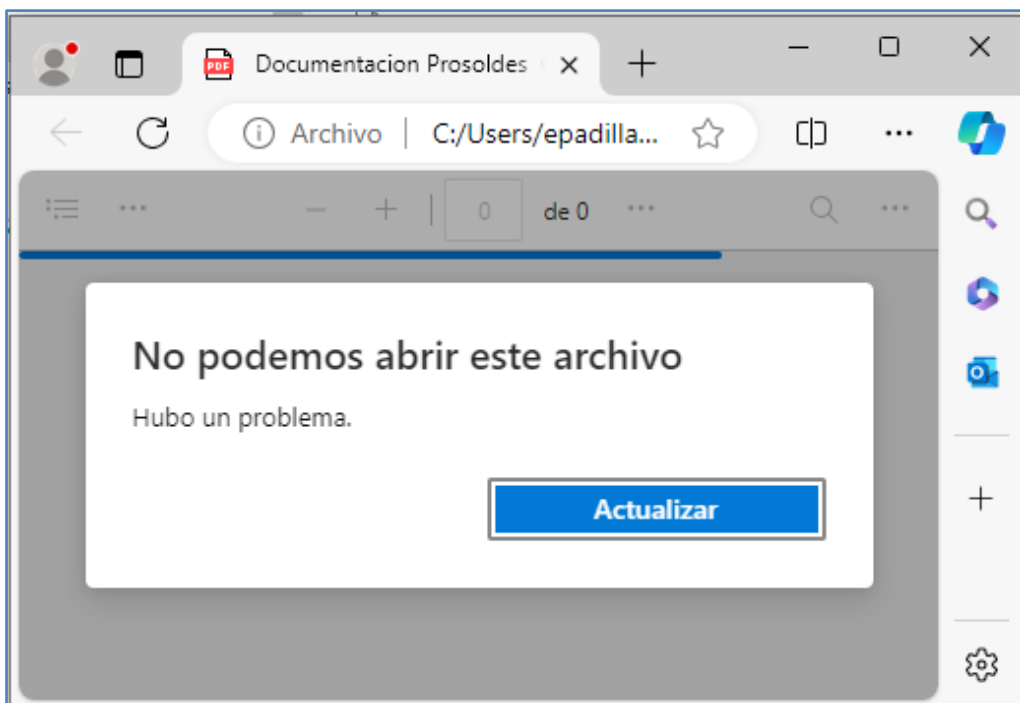 PDF
Documentacion Prosoldes
Archivo
C:/Users/epadilla...
0
de 0
No podemos abrir este archivo
Hubo un problema.
Actualizar